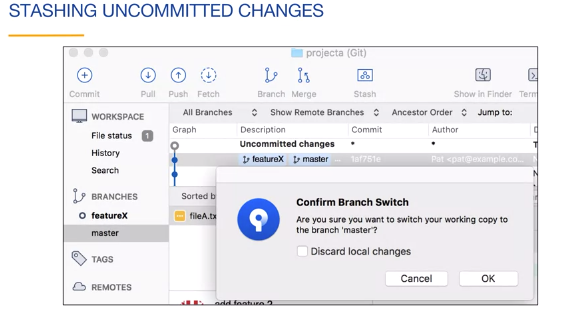 STASHING UNCOMMITTED CHANGES
projecta (Git)
Commit Pull Push Fetch Branch Merge Stash Show in Finder Term
WORKSPACE
File status 1
History
Search
BRANCHES
featureX
master
TAGS
REMOTES
All Branches Show Remote Branches Ancestor Order Jump to:
Graph Description Commit Author D
Uncommitted changes * *
featureX master ... 1ef781e Pat <pat@example.co...
Sorted b
fileA.tx
Confirm Branch Switch
Are you sure you want to switch your working copy to
the branch 'master'?
Discard local changes
Cancel OK
add feature 2